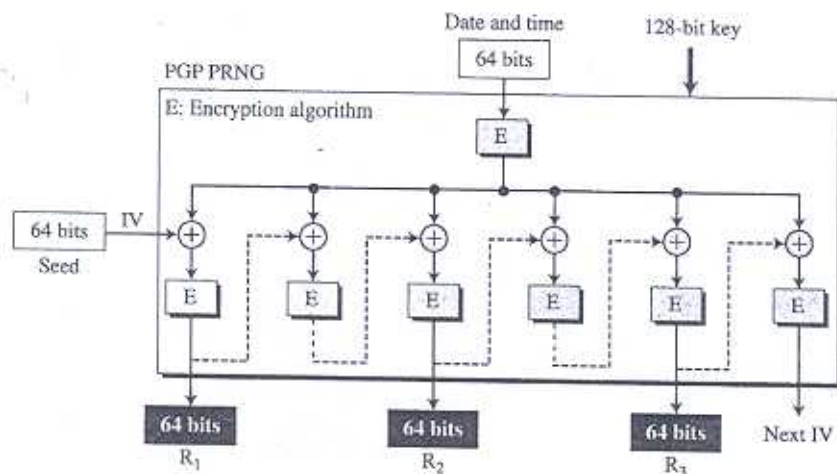 Date and time
128-bit key
64 bits
PGP PRNG
E: Encryption algorithm
E
IV
64 bits
Seed
E
E
E
E
E
E
64 bits
R1
64 bits
R2
64 bits
R3
Next IV